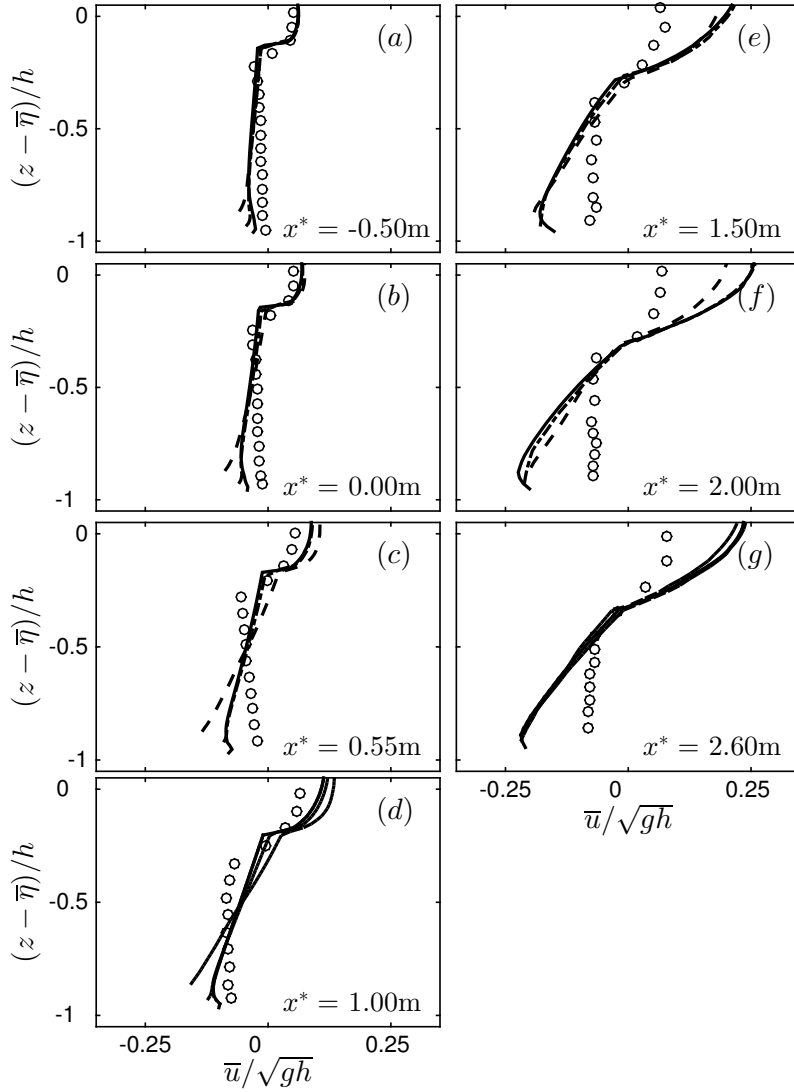 0
-0.5
-1
(z − η̅)/h
(a)
x* = -0.50m
0
-0.5
-1
(z − η̅)/h
(b)
x* = 0.00m
0
-0.5
-1
(z − η̅)/h
(c)
x* = 0.55m
0
-0.5
-1
(z − η̅)/h
(d)
x* = 1.00m
-0.25 0 0.25
u̅/√gh
(e)
x* = 1.50m
(f)
x* = 2.00m
(g)
x* = 2.60m
-0.25 0 0.25
u̅/√gh